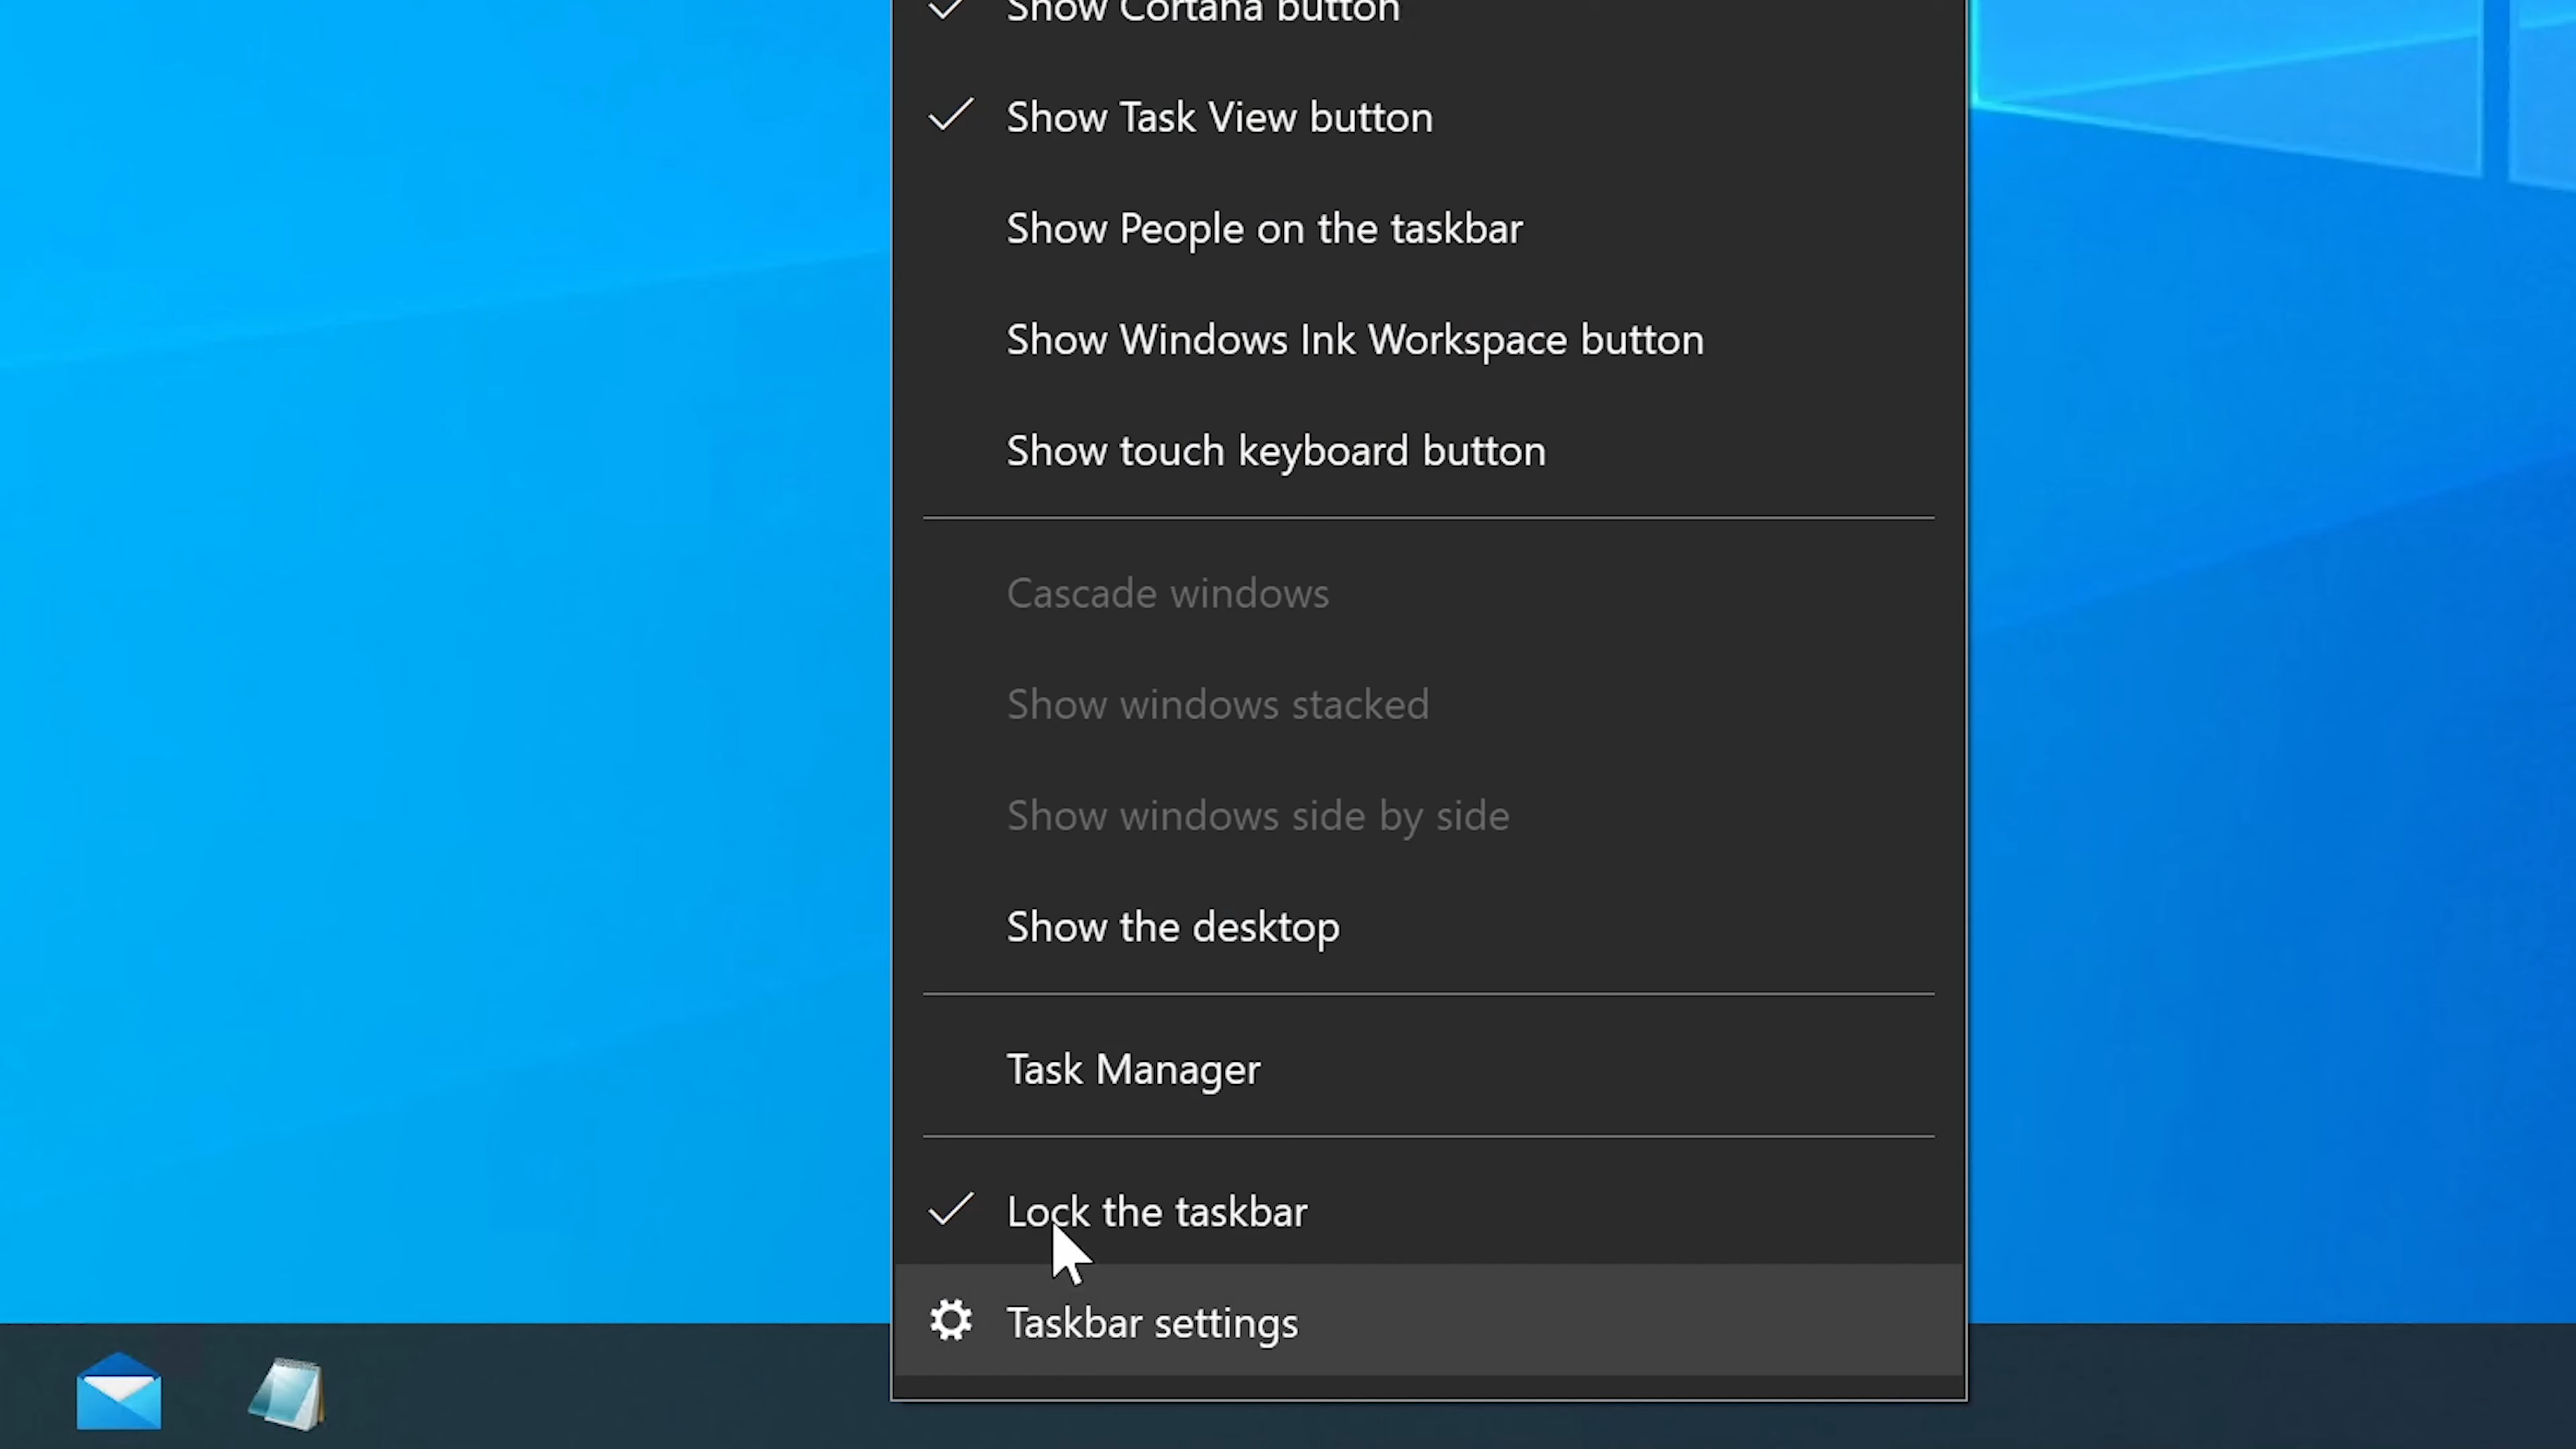 Show Cortana button
Show Task View button
Show People on the taskbar
Show Windows Ink Workspace button
Show touch keyboard button
Cascade windows
Show windows stacked
Show windows side by side
Show the desktop
Task Manager
Lock the taskbar
Taskbar settings